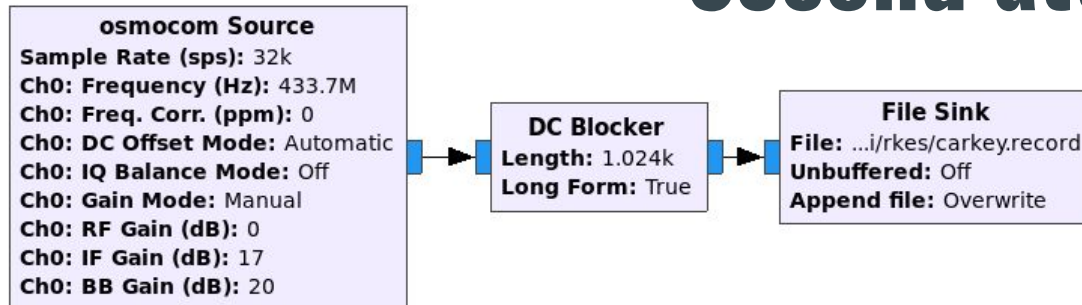 osmocom Source
Sample Rate (sps): 32k
Ch0: Frequency (Hz): 433.7M
Ch0: Freq. Corr. (ppm): 0
Ch0: DC Offset Mode: Automatic
Ch0: IQ Balance Mode: Off
Ch0: Gain Mode: Manual
Ch0: RF Gain (dB): 0
Ch0: IF Gain (dB): 17
Ch0: BB Gain (dB): 20
DC Blocker
Length: 1.024k
Long Form: True
File Sink
File: ...i/rkes/carkey.record
Unbuffered: Off
Append file: Overwrite